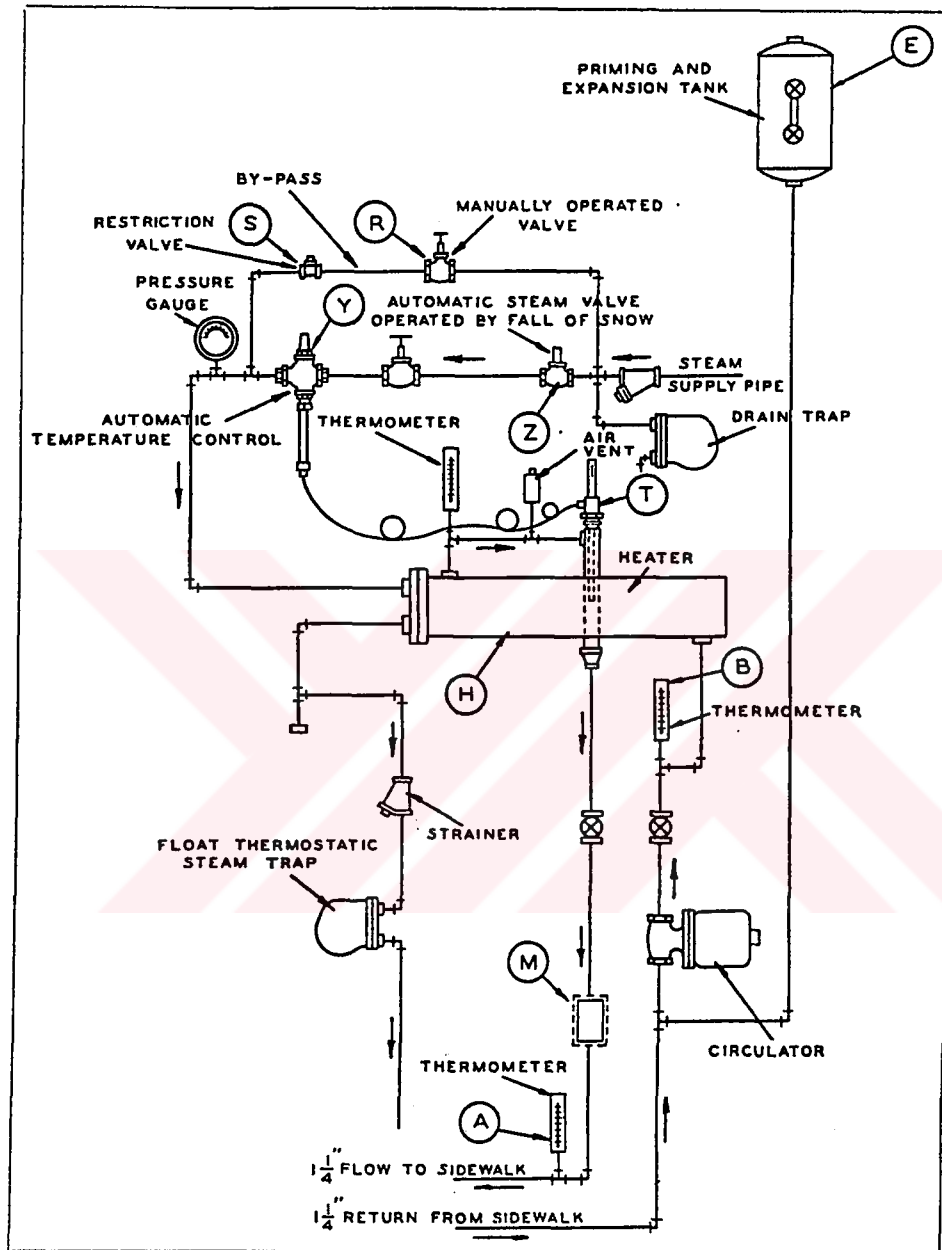 E
PRIMING AND
EXPANSION TANK
BY-PASS
S
R
MANUALLY OPERATED
VALVE
RESTRICTION
VALVE
PRESSURE
GAUGE
Y
AUTOMATIC STEAM VALVE
OPERATED BY FALL OF SNOW
STEAM
SUPPLY PIPE
AUTOMATIC
TEMPERATURE CONTROL
THERMOMETER
Z
AIR
VENT
DRAIN TRAP
T
HEATER
H
B
THERMOMETER
STRAINER
FLOAT THERMOSTATIC
STEAM TRAP
M
CIRCULATOR
THERMOMETER
A
1 1/4" FLOW TO SIDEWALK
1 1/4" RETURN FROM SIDEWALK